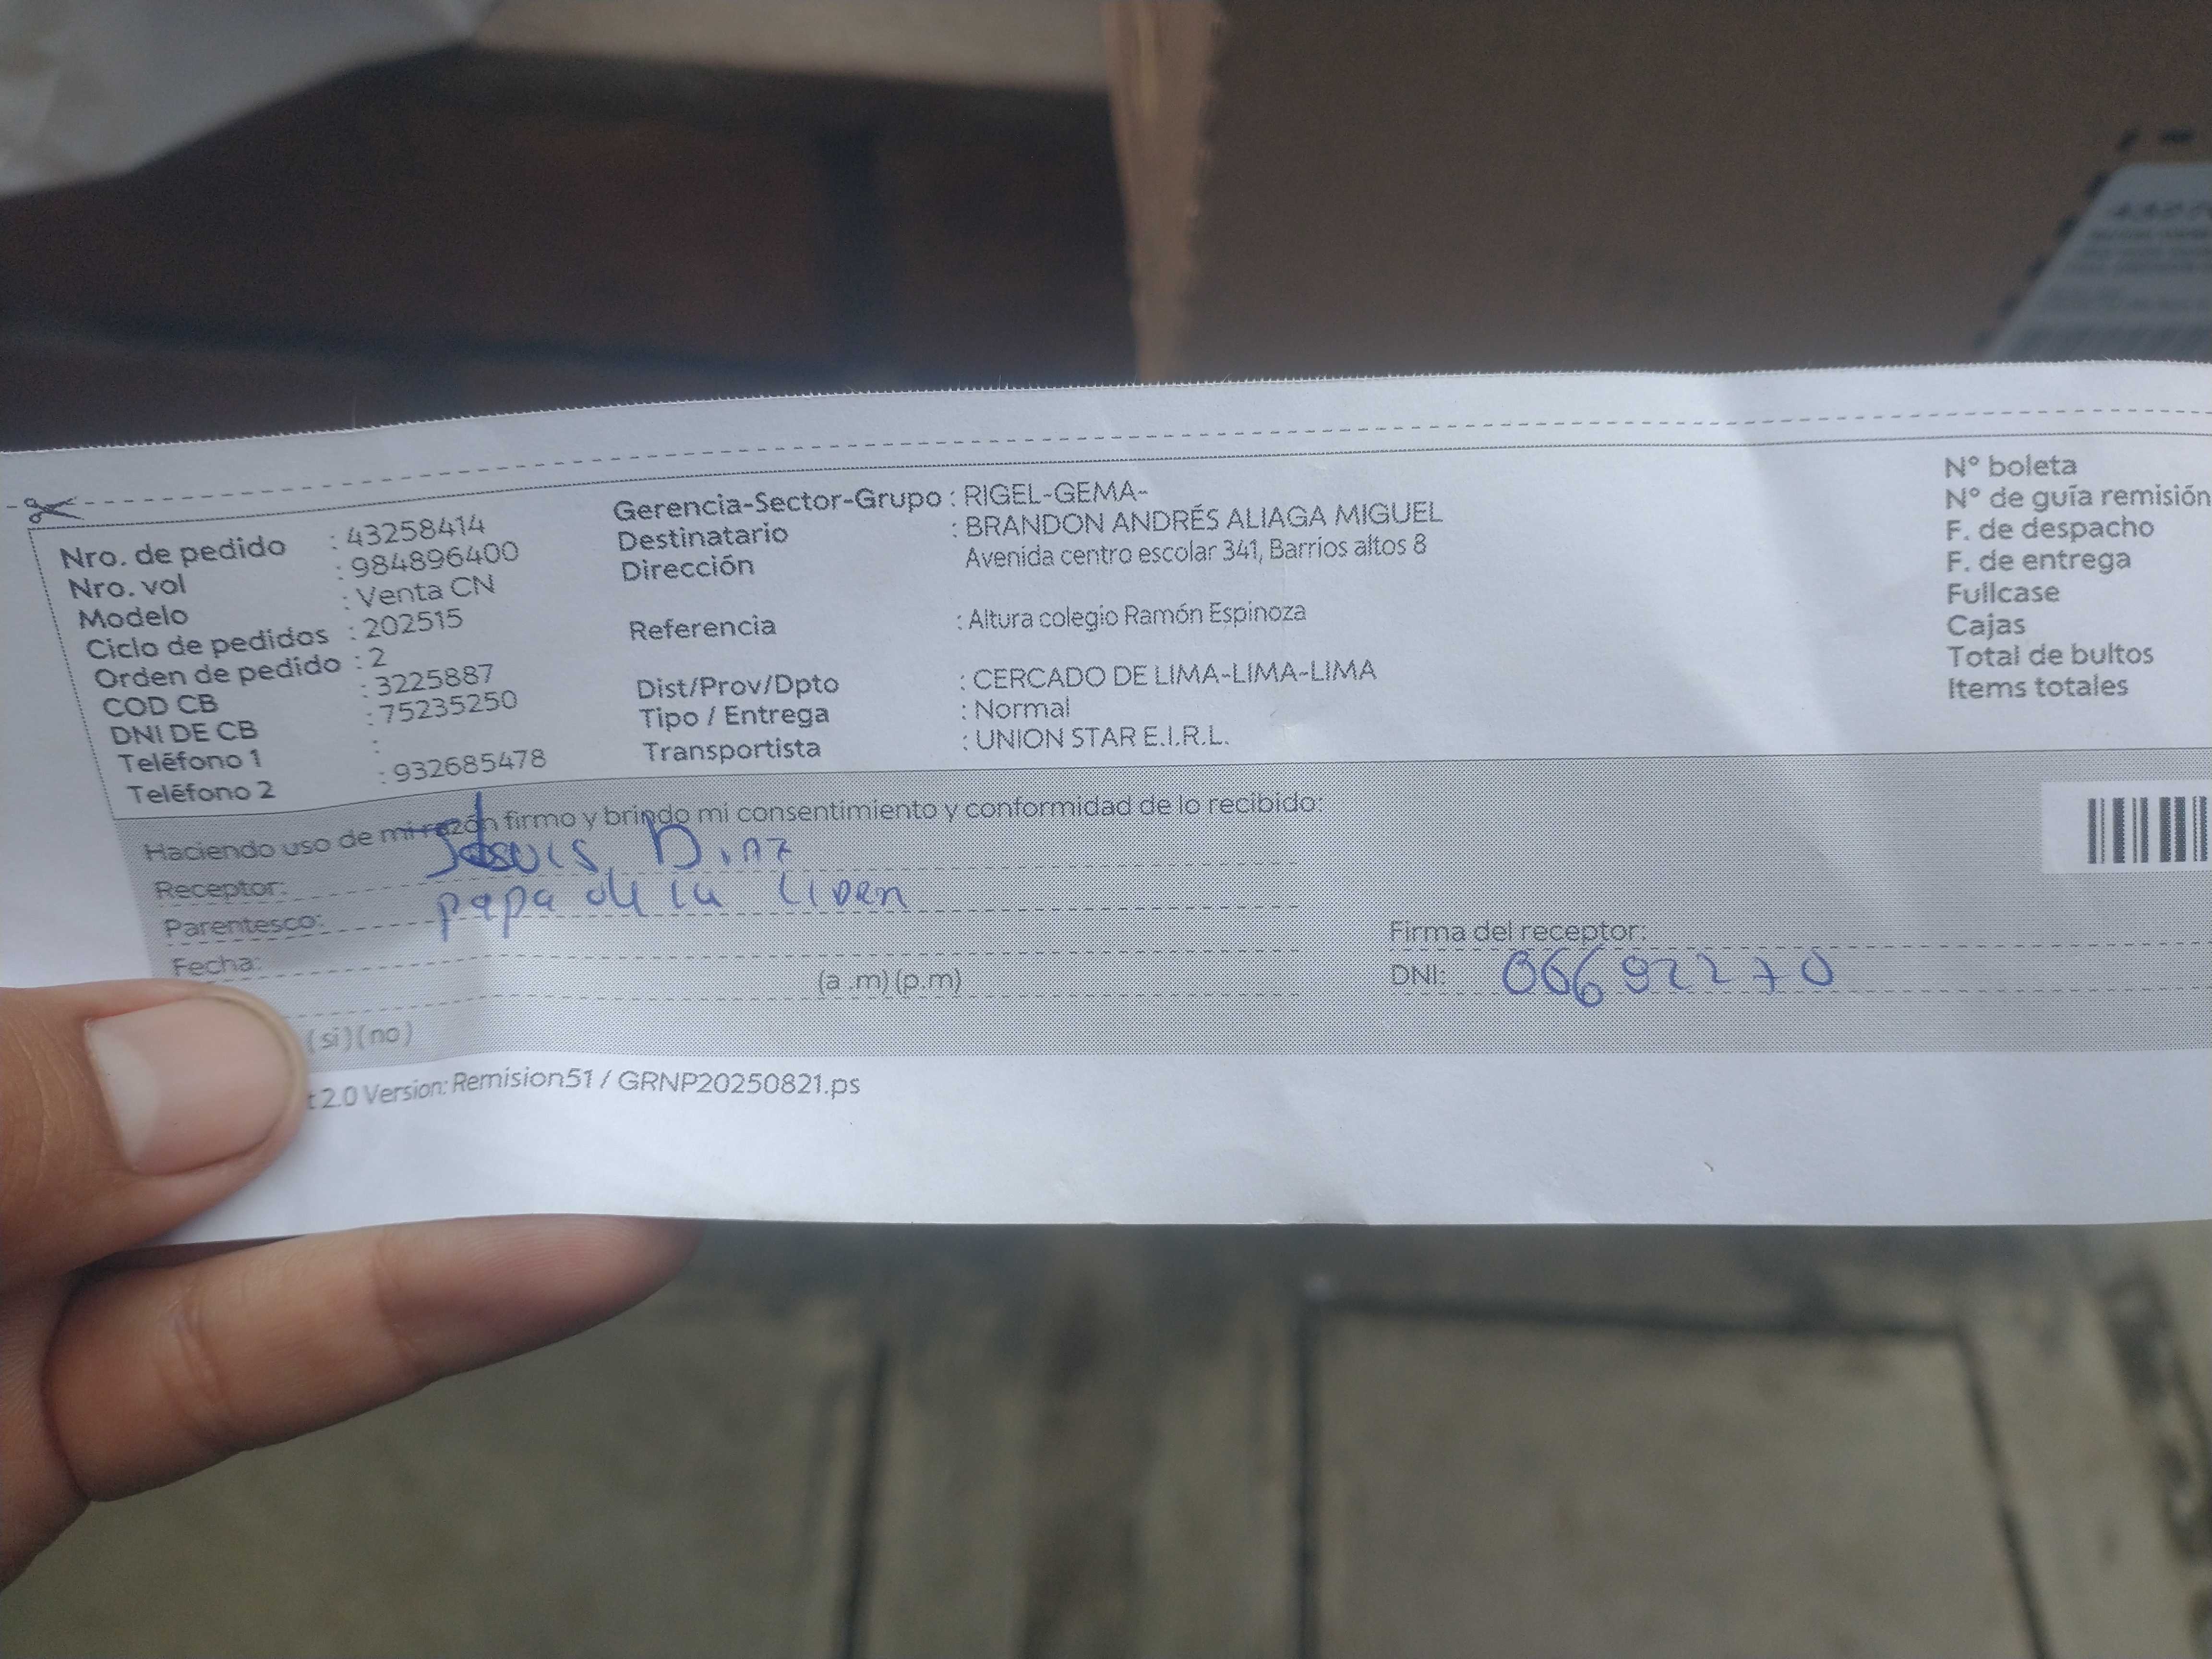 Nro. de pedido : 43258414
Nro. vol : 984896400
Modelo : Venta CN
Ciclo de pedidos : 202515
Orden de pedido : 2
COD CB : 3225887
DNI DE CB : 75235250
Teléfono 1 :
Teléfono 2 : 932685478
Gerencia-Sector-Grupo : RIGEL-GEMA-
Destinatario : BRANDON ANDRÉS ALIAGA MIGUEL
Dirección Avenida centro escolar 341, Barrios altos 8
Referencia : Altura colegio Ramón Espinoza
Dist/Prov/Dpto : CERCADO DE LIMA-LIMA-LIMA
Tipo / Entrega : Normal
Transportista : UNION STAR E.I.R.L.
N° boleta
N° de guía remisión
F. de despacho
F. de entrega
Fullcase
Cajas
Total de bultos
Items totales
Haciendo uso de mi razón firmo y brindo mi consentimiento y conformidad de lo recibido:
Receptor: Diaz
Parentesco: papa de la
Fecha:
(a .m) (p.m)
(si) (no)
Firma del receptor:
DNI: 06692270
t 2.0 Version: Remision51 / GRNP20250821.ps